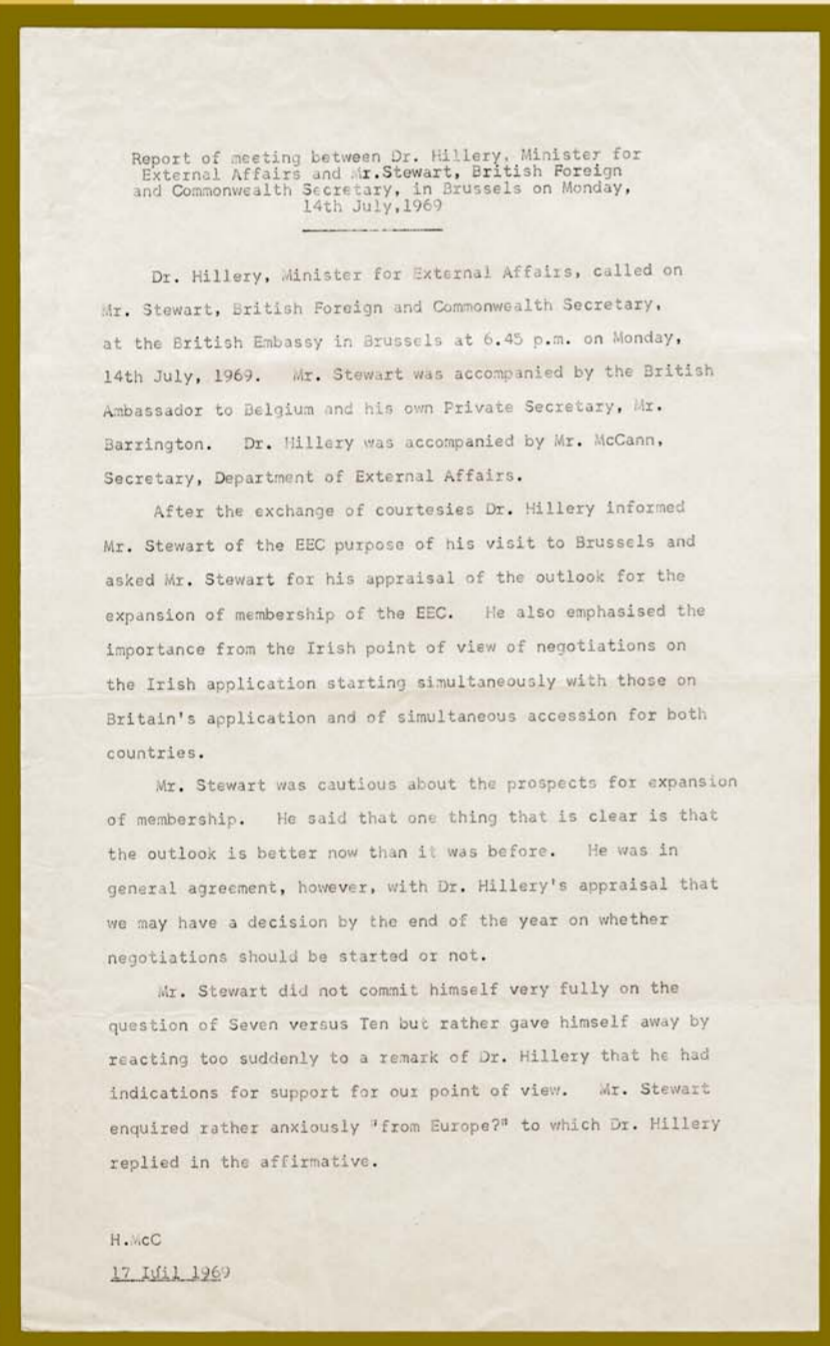 Report of meeting between Dr. Hillery, Minister for
External Affairs and Mr.Stewart, British Foreign
and Commonwealth Secretary, in Brussels on Monday,
14th July,1969
Dr. Hillery, Minister for External Affairs, called on
Mr. Stewart, British Foreign and Commonwealth Secretary,
at the British Embassy in Brussels at 6.45 p.m. on Monday,
14th July, 1969. Mr. Stewart was accompanied by the British
Ambassador to Belgium and his own Private Secretary, Mr.
Barrington. Dr. Hillery was accompanied by Mr. McCann,
Secretary, Department of External Affairs.
After the exchange of courtesies Dr. Hillery informed
Mr. Stewart of the EEC purpose of his visit to Brussels and
asked Mr. Stewart for his appraisal of the outlook for the
expansion of membership of the EEC. He also emphasised the
importance from the Irish point of view of negotiations on
the Irish application starting simultaneously with those on
Britain's application and of simultaneous accession for both
countries.
Mr. Stewart was cautious about the prospects for expansion
of membership. He said that one thing that is clear is that
the outlook is better now than it was before. He was in
general agreement, however, with Dr. Hillery's appraisal that
we may have a decision by the end of the year on whether
negotiations should be started or not.
Mr. Stewart did not commit himself very fully on the
question of Seven versus Ten but rather gave himself away by
reacting too suddenly to a remark of Dr. Hillery that he had
indications for support for our point of view. Mr. Stewart
enquired rather anxiously "from Europe?" to which Dr. Hillery
replied in the affirmative.
H.McC
17 Iúil 1969